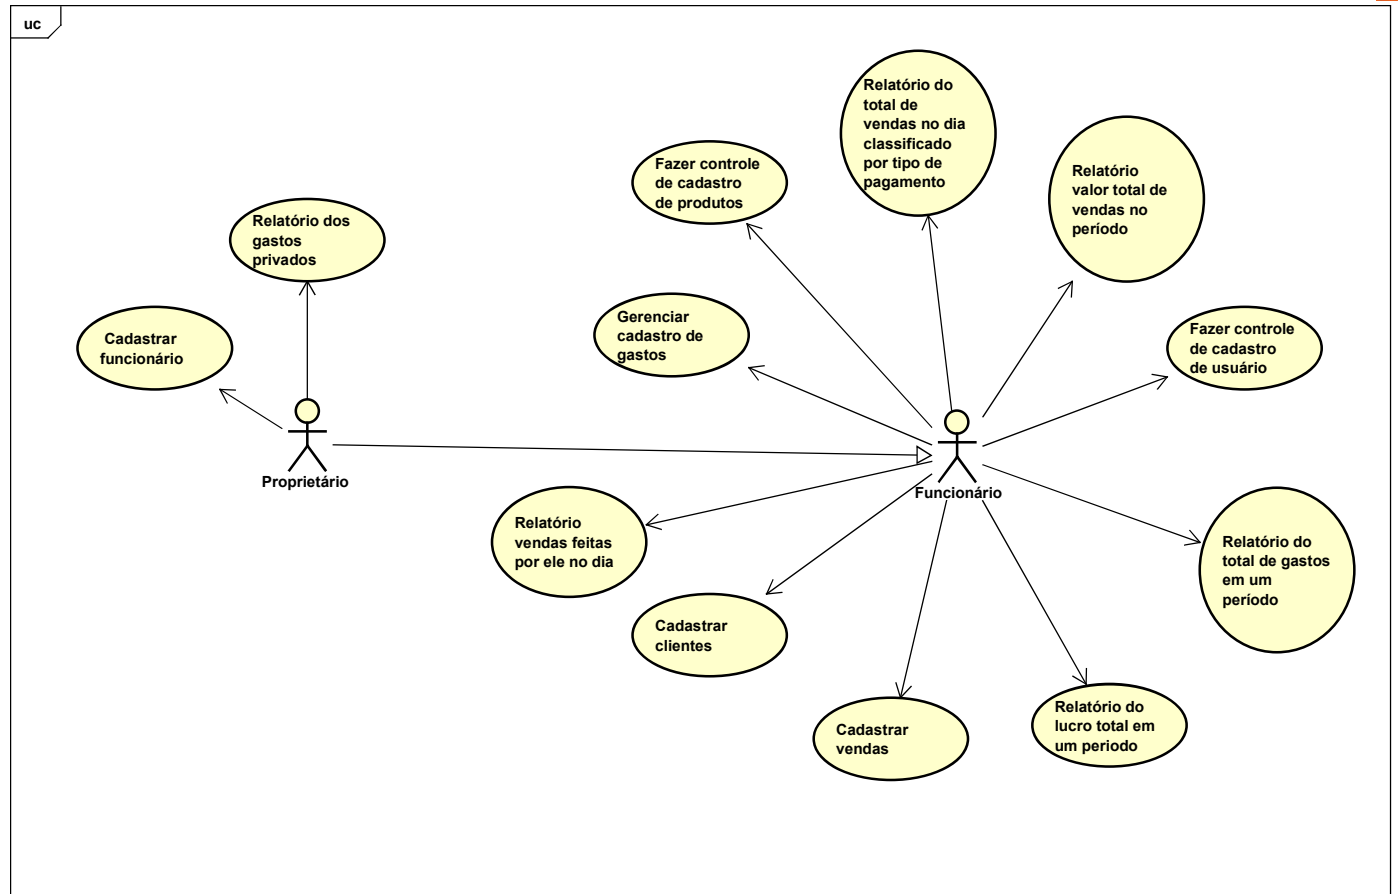 uc
Relatório do
total de
vendas no dia
classificado
por tipo de
pagamento
Fazer controle
de cadastro
de produtos
Relatório
valor total de
vendas no
período
Relatório dos
gastos
privados
Gerenciar
cadastro de
gastos
Fazer controle
de cadastro
de usuário
Cadastrar
funcionário
Proprietário
Funcionário
Relatório
vendas feitas
por ele no dia
Relatório do
total de gastos
em um
período
Cadastrar
clientes
Cadastrar
vendas
Relatório do
lucro total em
um periodo